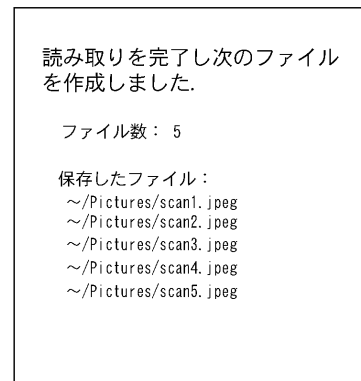 読み取りを完了し次のファイル
を作成しました.
ファイル数： 5
保存したファイル：
～/Pictures/scan1.jpeg
～/Pictures/scan2.jpeg
～/Pictures/scan3.jpeg
～/Pictures/scan4.jpeg
～/Pictures/scan5.jpeg